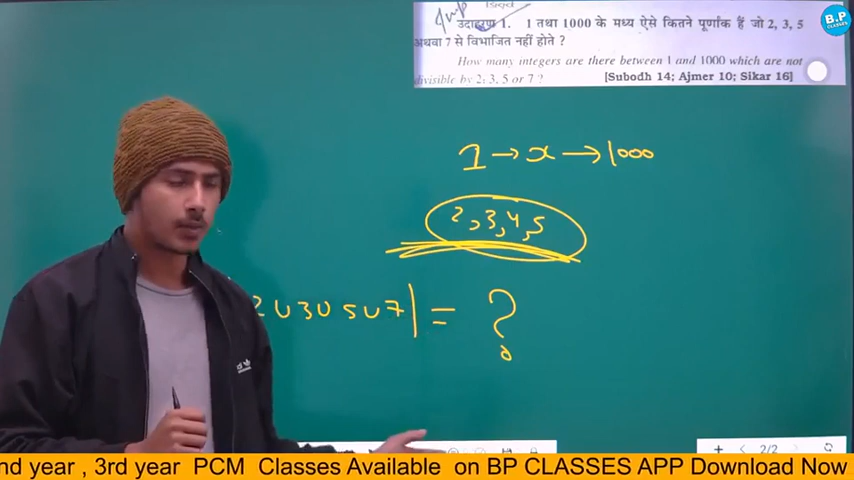 Imp
उदाहरण 1. 1 तथा 1000 के मध्य ऐसे कितने पूर्णांक हैं जो 2, 3, 5
अथवा 7 से विभाजित नहीं होते ?
How many integers are there between 1 and 1000 which are not
divisible by 2, 3, 5 or 7 ?
[Subodh 14; Ajmer 10; Sikar 16]
B.P
CLASSES
1 → x → 1000
2, 3, 4, 5
2 ∪ 3 ∪ 5 ∪ 7| = ?
2/2
nd year , 3rd year PCM Classes Available on BP CLASSES APP Download Now